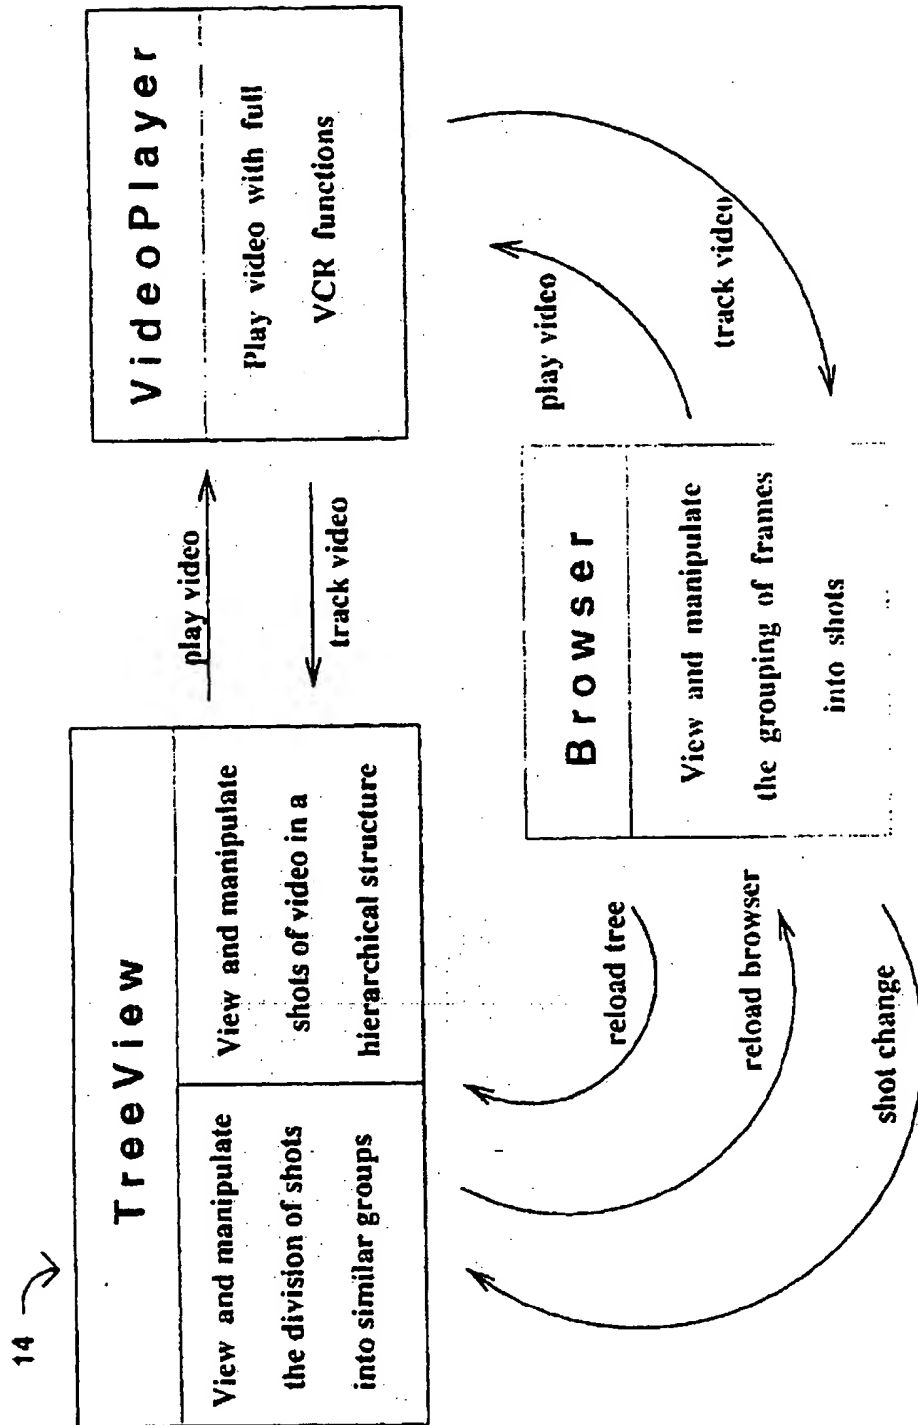 14
TreeView
View and manipulate
the division of shots
into similar groups
View and manipulate
shots of video in a
hierarchical structure
play video
track video
VideoPlayer
Play video with full
VCR functions
reload tree
reload browser
shot change
Browser
View and manipulate
the grouping of frames
into shots
play video
track video